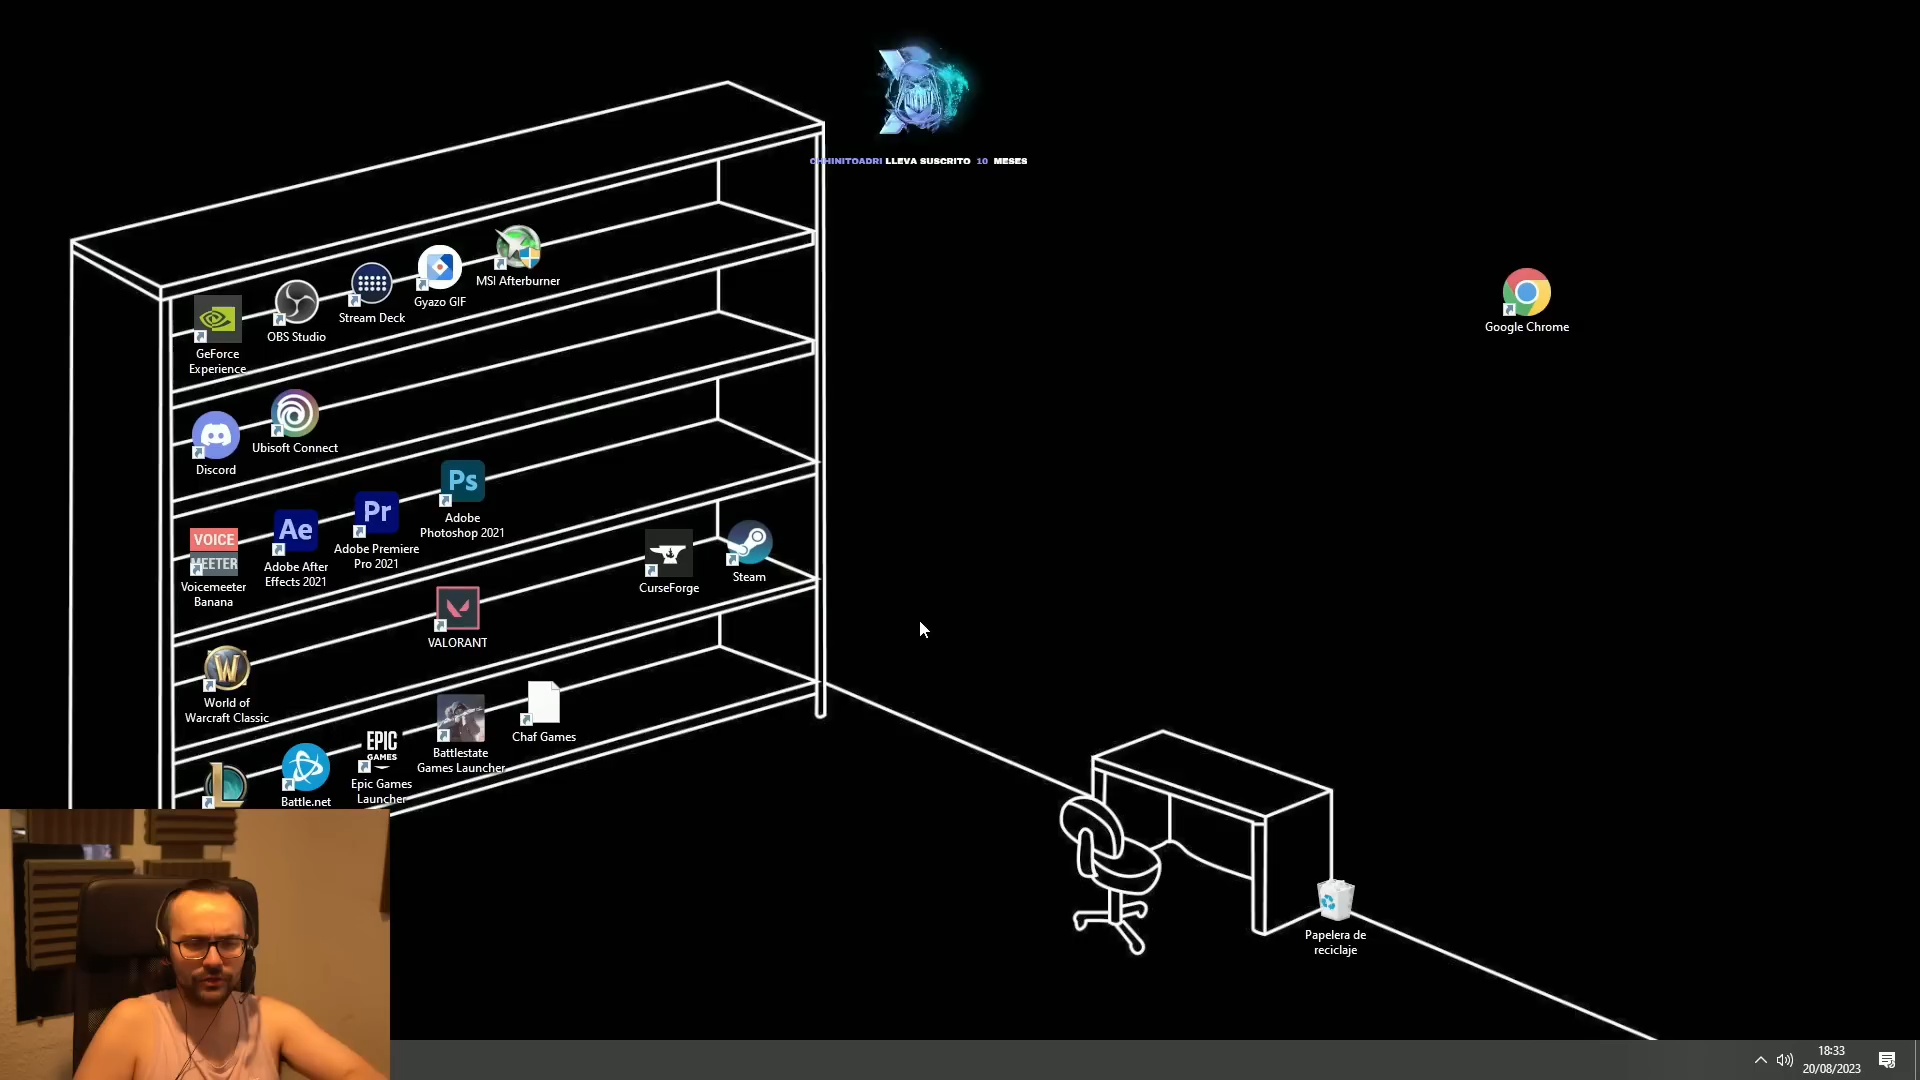 CHHINITOADRI LLEVA SUSCRITO 10 MESES
MSI Afterburner
Gyazo GIF
Stream Deck
OBS Studio
GeForce
Experience
Google Chrome
Ubisoft Connect
Discord
Ps
Adobe
Photoshop 2021
Pr
Adobe Premiere
Pro 2021
Ae
Adobe After
Effects 2021
VOICE
MEETER
Voicemeeter
Banana
CurseForge
Steam
VALORANT
W
World of
Warcraft Classic
Chaf Games
Battlestate
Games Launcher
EPIC
GAMES
Epic Games
Launcher
Battle.net
L
Papelera de
reciclaje
18:33
20/08/2023